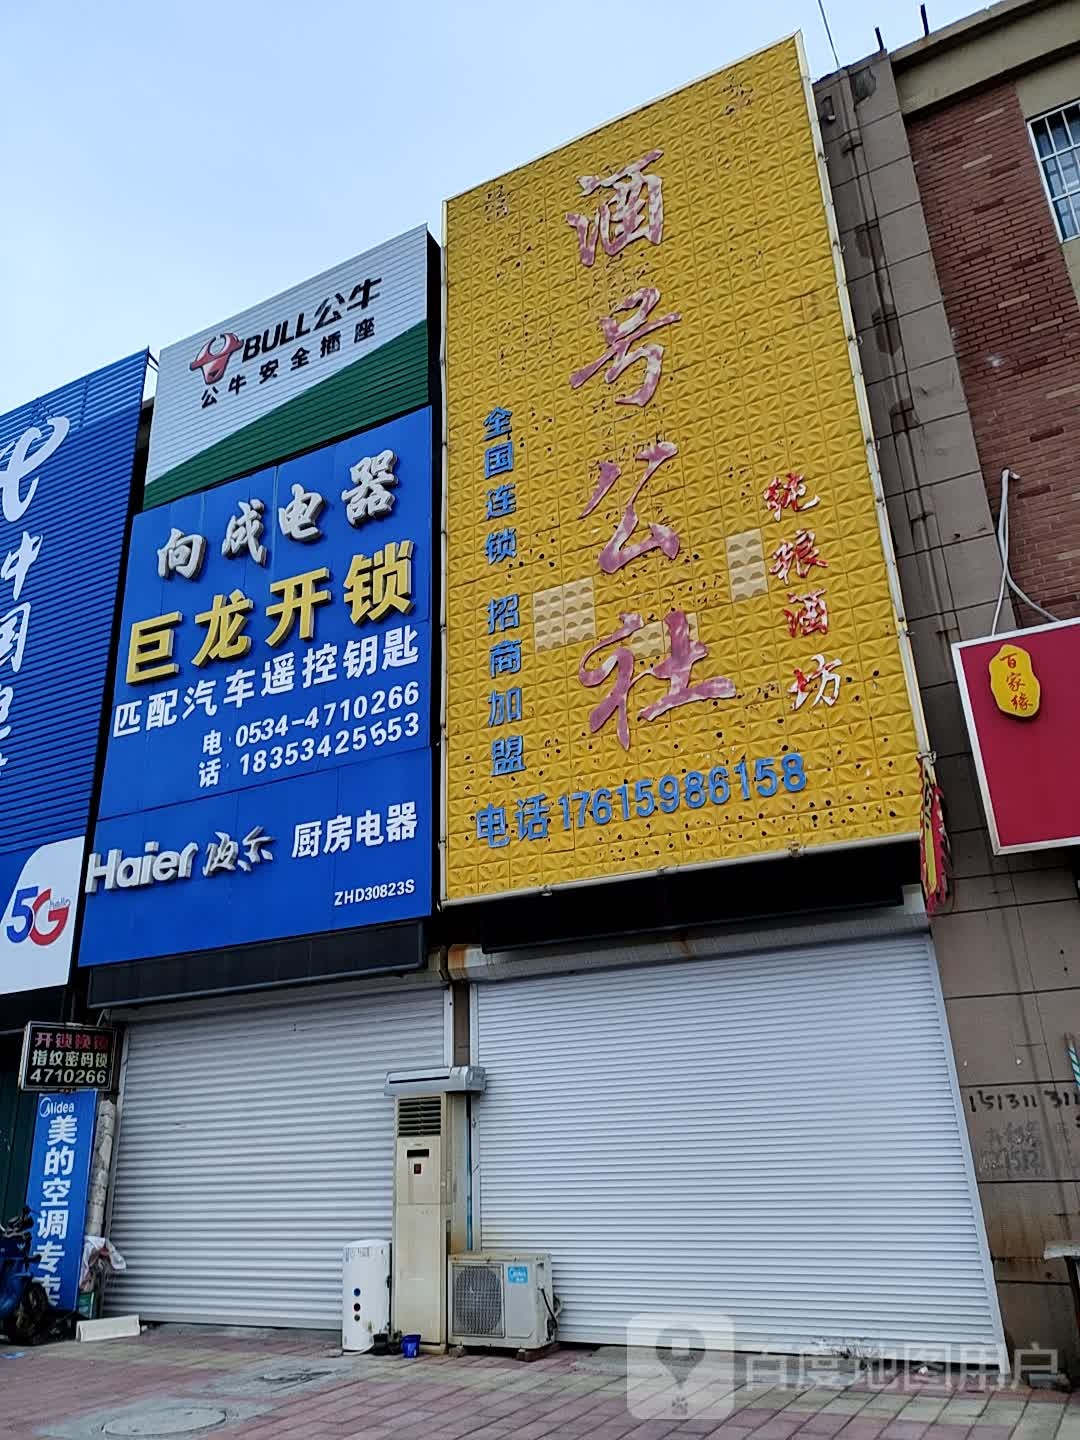 中国电
5G
hello
BULL公牛
公牛安全插座
向成电器
巨龙开锁
匹配汽车遥控钥匙
电话
0534-4710266
18353425553
Haier 海尔 厨房电器
ZHD30823S
开锁换锁
指纹密码锁
4710266
Midea
美的空调专卖
酒号公社
全国连锁 招商加盟
纯粮酒坊
电话17615986158
百家缘
Midea
百度地图用户